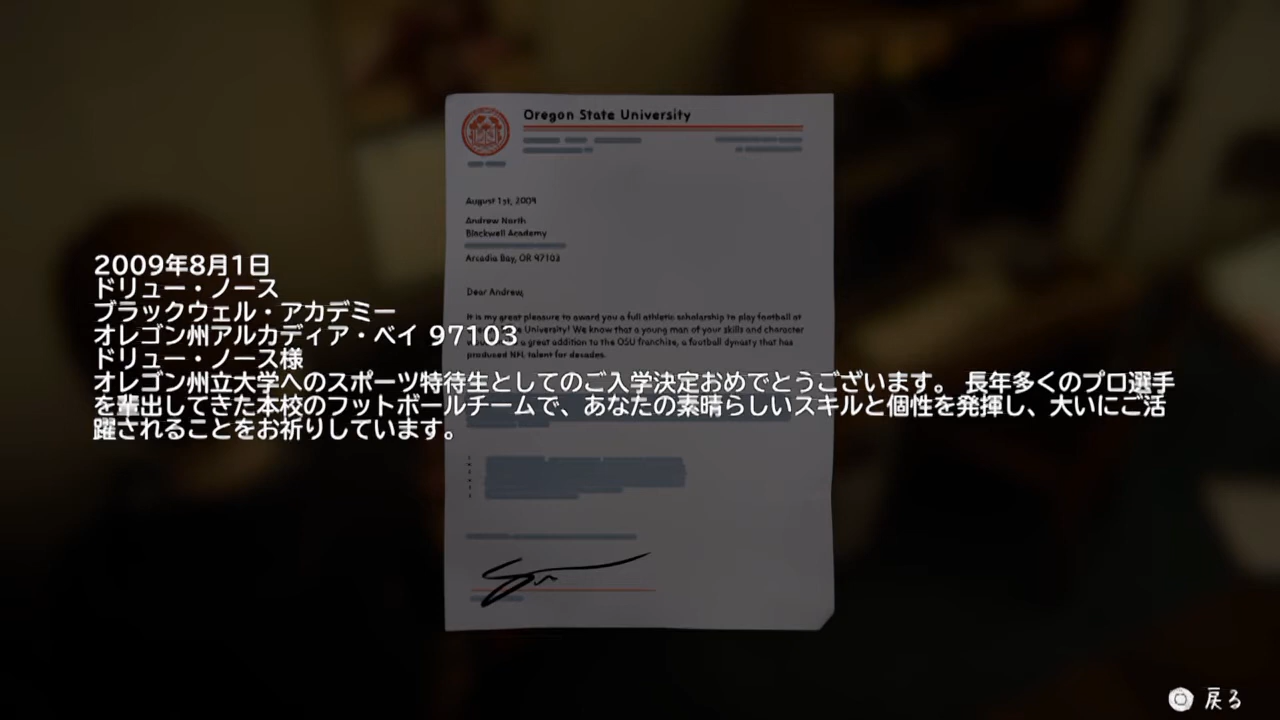 Oregon State University
August 1st, 2009
Andrew North
Blackwell Academy
Arcadia Bay, OR 97103
Dear Andrew,
It is my great pleasure to award you a full athletic scholarship to play football at
University! We know that a young man of your skills and character
a great addition to the OSU franchise, a football dynasty that has
produced NFL talent for decades.
2009年8月1日
ドリュー・ノース
ブラックウェル・アカデミー
オレゴン州アルカディア・ベイ 97103
ドリュー・ノース様
オレゴン州立大学へのスポーツ特待生としてのご入学決定おめでとうございます。 長年多くのプロ選手
を輩出してきた本校のフットボールチームで、あなたの素晴らしいスキルと個性を発揮し、大いにご活
躍されることをお祈りしています。
戻る